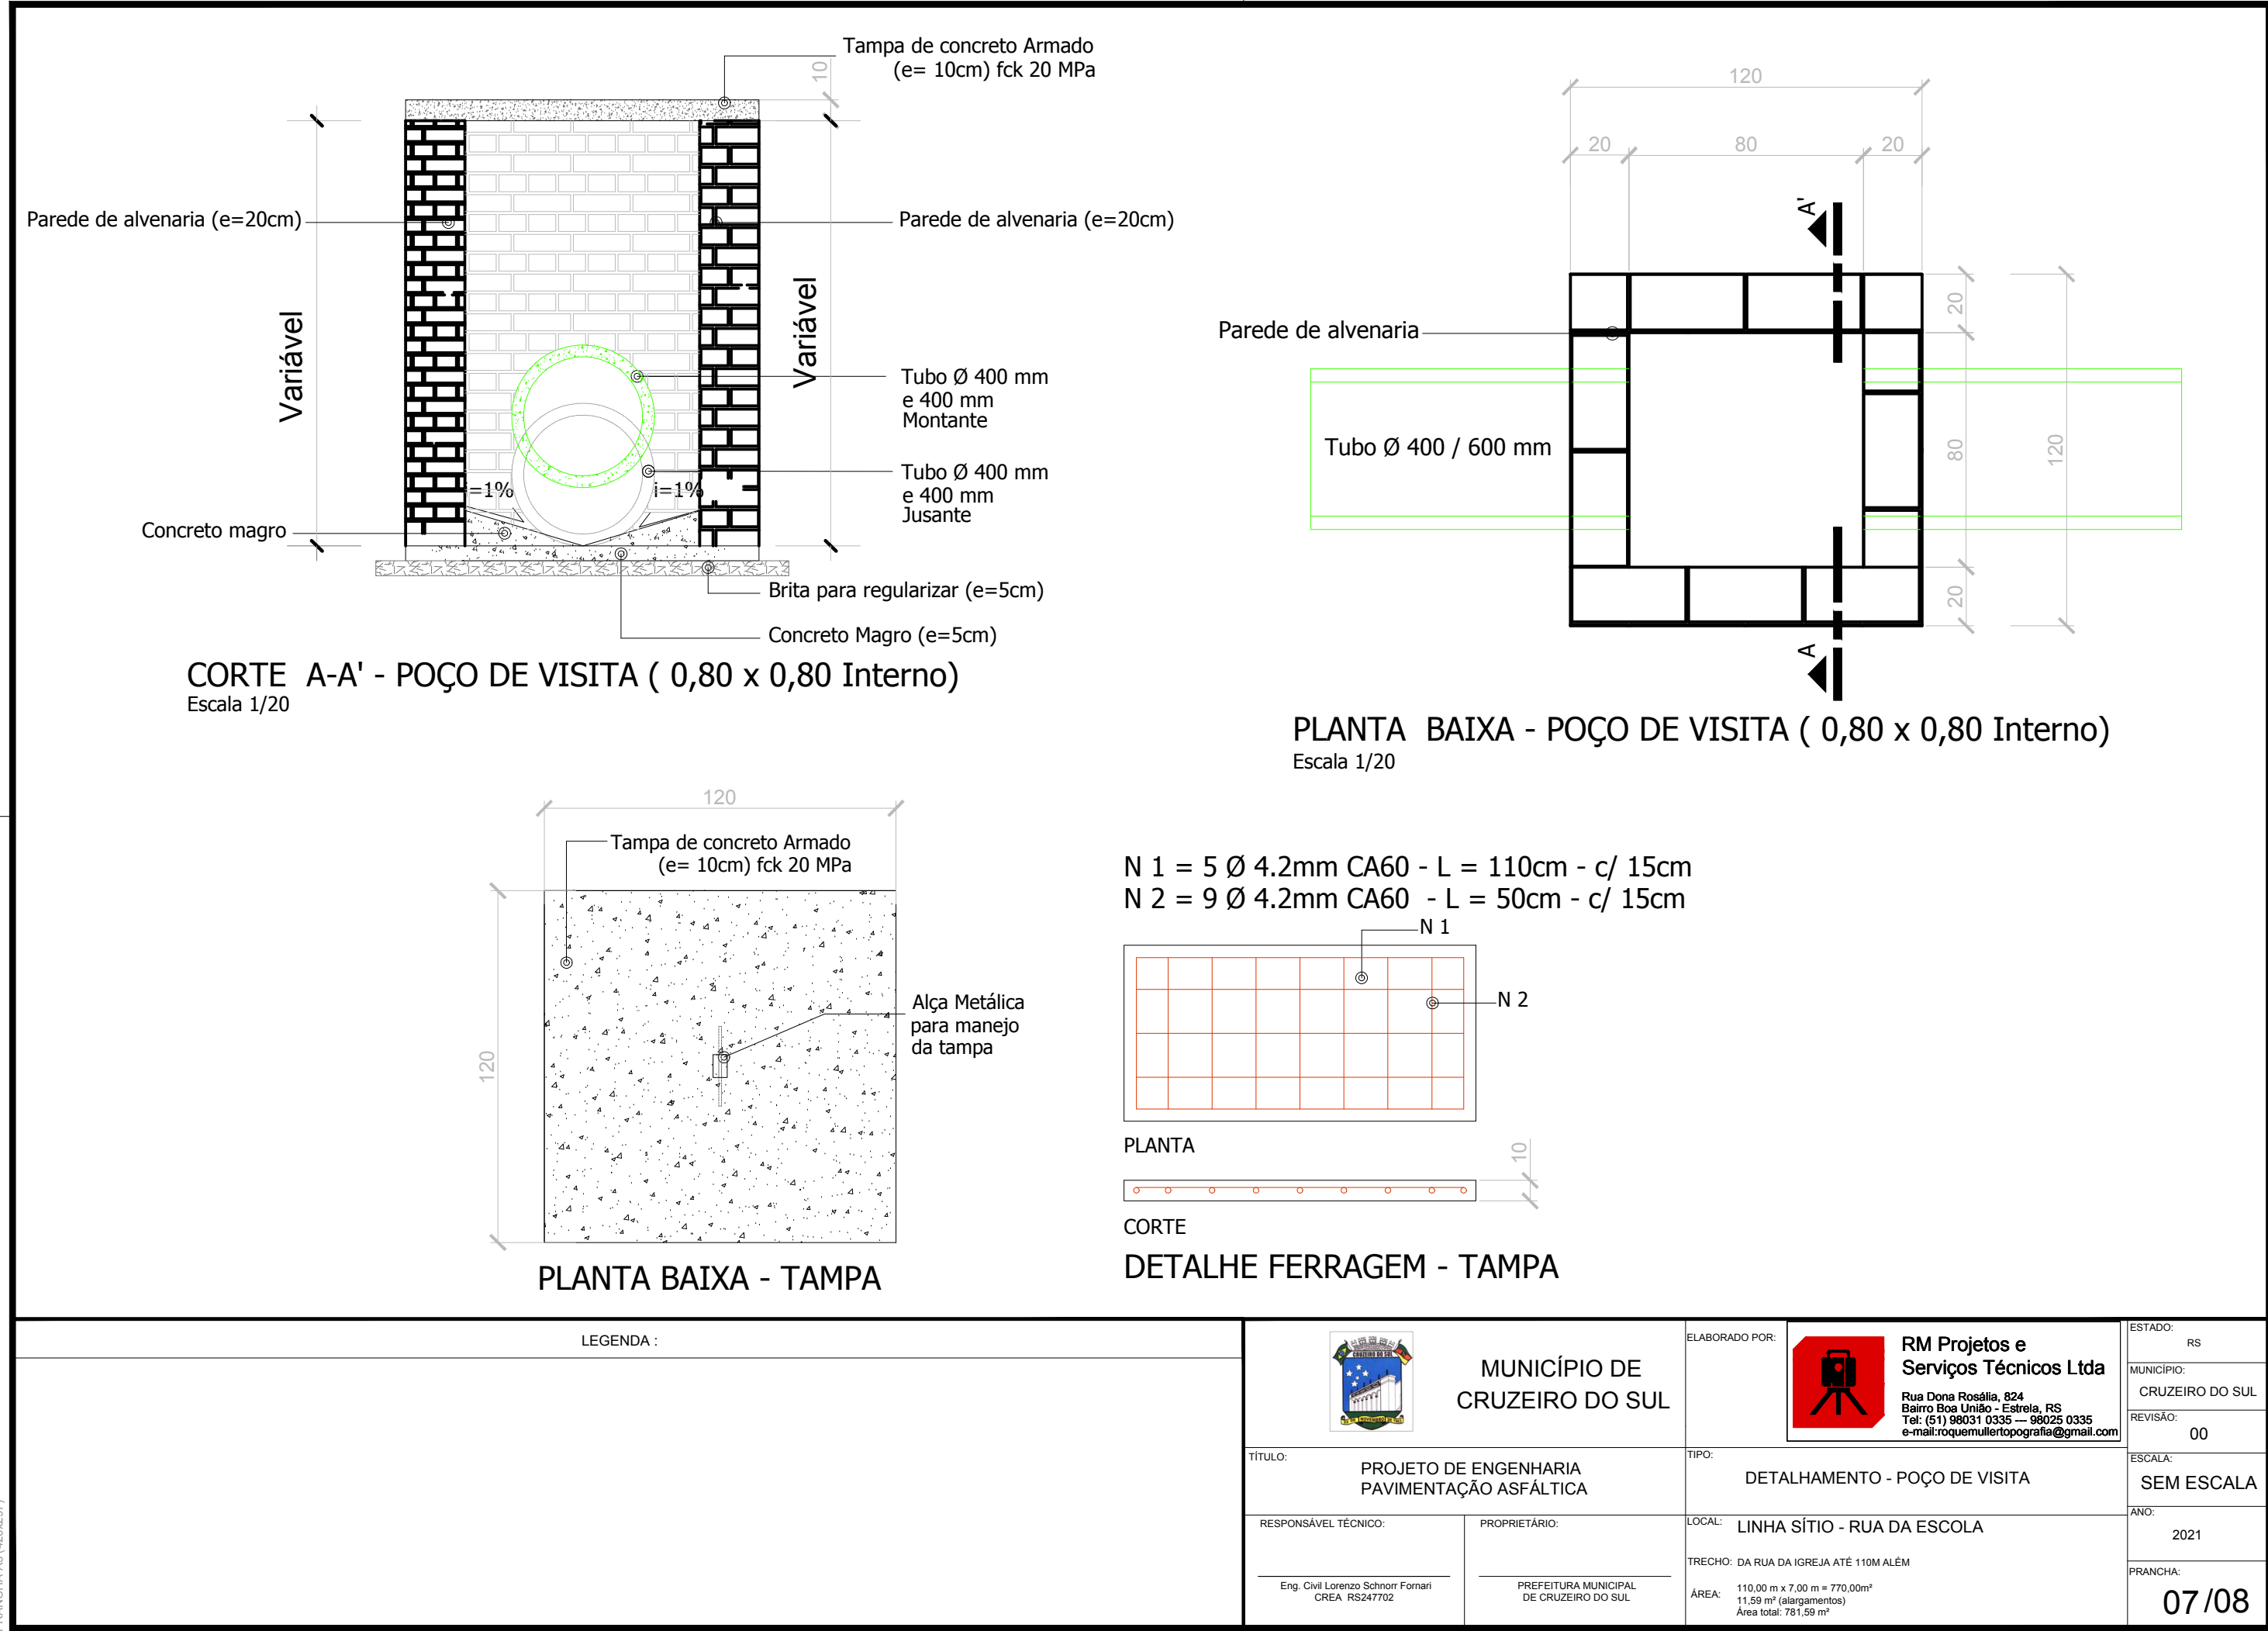 Tampa de concreto Armado
(e= 10cm) fck 20 MPa
10
Parede de alvenaria (e=20cm)
Parede de alvenaria (e=20cm)
Variável
Variável
Tubo Ø 400 mm
e 400 mm
Montante
Tubo Ø 400 mm
e 400 mm
Jusante
i=1%
i=1%
Concreto magro
Brita para regularizar (e=5cm)
Concreto Magro (e=5cm)
CORTE A-A' - POÇO DE VISITA ( 0,80 x 0,80 Interno)
Escala 1/20
120
20
80
20
A'
Parede de alvenaria
20
80
120
20
Tubo Ø 400 / 600 mm
A
PLANTA BAIXA - POÇO DE VISITA ( 0,80 x 0,80 Interno)
Escala 1/20
120
Tampa de concreto Armado
(e= 10cm) fck 20 MPa
120
Alça Metálica
para manejo
da tampa
PLANTA BAIXA - TAMPA
N 1 = 5 Ø 4.2mm CA60 - L = 110cm - c/ 15cm
N 2 = 9 Ø 4.2mm CA60 - L = 50cm - c/ 15cm
N 1
N 2
PLANTA
10
CORTE
DETALHE FERRAGEM - TAMPA
LEGENDA :
CRUZEIRO DO SUL
MUNICÍPIO DE
CRUZEIRO DO SUL
ELABORADO POR:
RM Projetos e
Serviços Técnicos Ltda
Rua Dona Rosália, 824
Bairro Boa União - Estrela, RS
Tel: (51) 98031 0335 --- 98025 0335
e-mail:roquemullertopografia@gmail.com
ESTADO:
RS
MUNICÍPIO:
CRUZEIRO DO SUL
REVISÃO:
00
ESCALA:
SEM ESCALA
ANO:
2021
PRANCHA:
07/08
TÍTULO:
PROJETO DE ENGENHARIA
PAVIMENTAÇÃO ASFÁLTICA
TIPO:
DETALHAMENTO - POÇO DE VISITA
RESPONSÁVEL TÉCNICO:
Eng. Civil Lorenzo Schnorr Fornari
CREA RS247702
PROPRIETÁRIO:
PREFEITURA MUNICIPAL
DE CRUZEIRO DO SUL
LOCAL: LINHA SÍTIO - RUA DA ESCOLA
TRECHO: DA RUA DA IGREJA ATÉ 110M ALÉM
ÁREA: 110,00 m x 7,00 m = 770,00m²
11,59 m² (alargamentos)
Área total: 781,59 m²